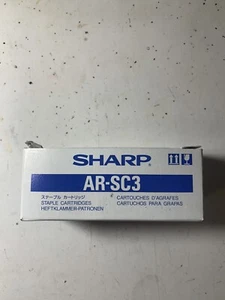 SHARP®
AR-SC3
ステープル カートリッジ
STAPLE CARTRIDGES
HEFTKLAMMER-PATRONEN
CARTOUCHES D'AGRAFES
CARTUCHOS PARA GRAPAS